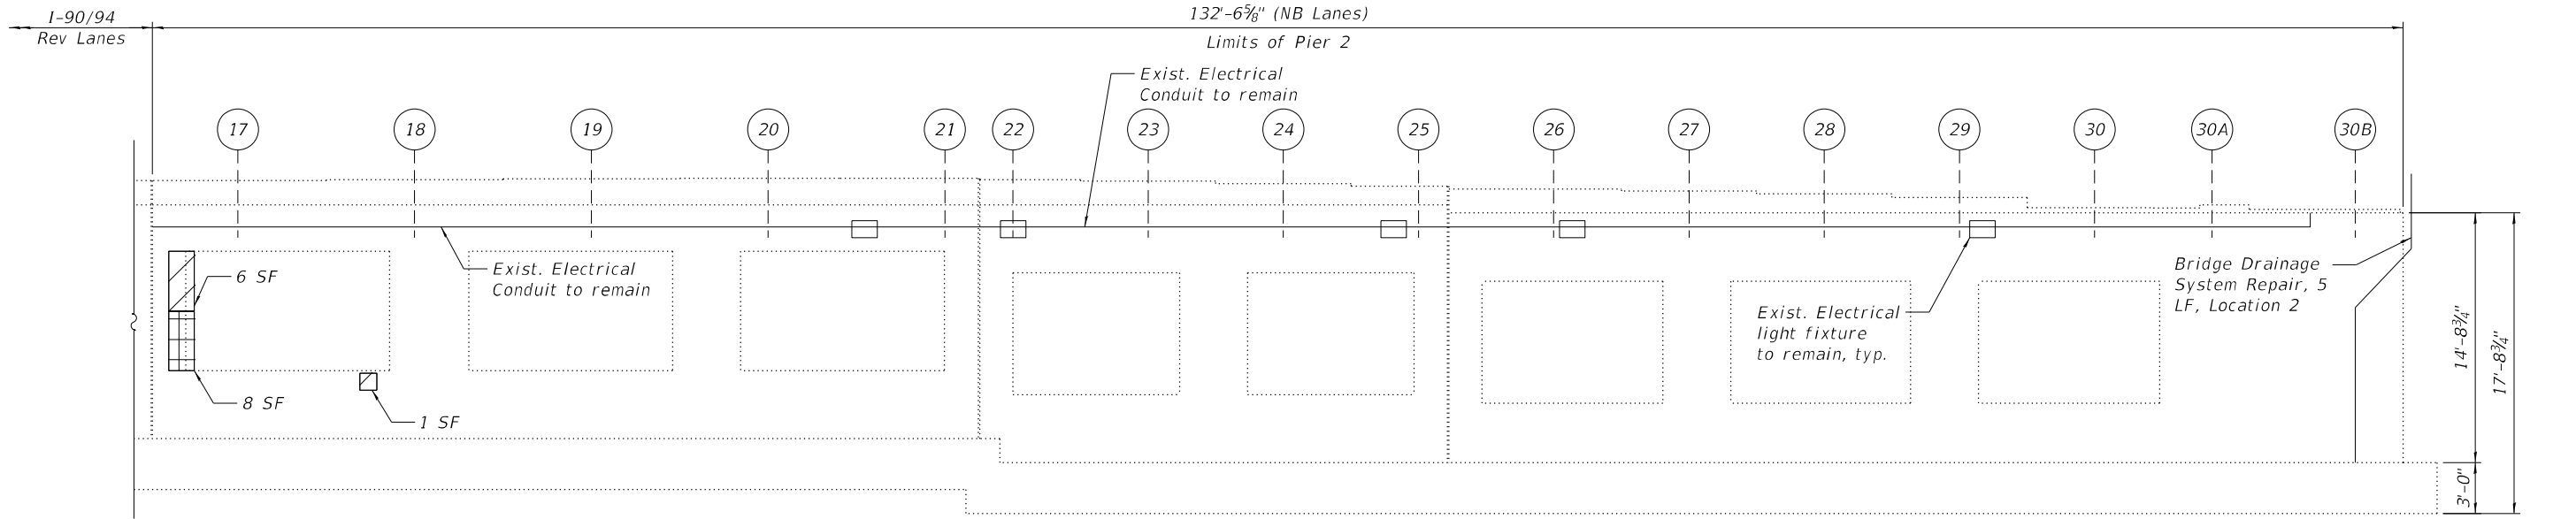 I-90/94
Rev Lanes
132'-6⅝" (NB Lanes)
Limits of Pier 2
Exist. Electrical
Conduit to remain
17 18 19 20 21 22 23 24 25 26 27 28 29 30 30A 30B
Exist. Electrical
Conduit to remain
6 SF
8 SF
1 SF
Exist. Electrical
light fixture
to remain, typ.
Bridge Drainage
System Repair, 5
LF, Location 2
14'-8¾"
17'-8¾"
3'-0"